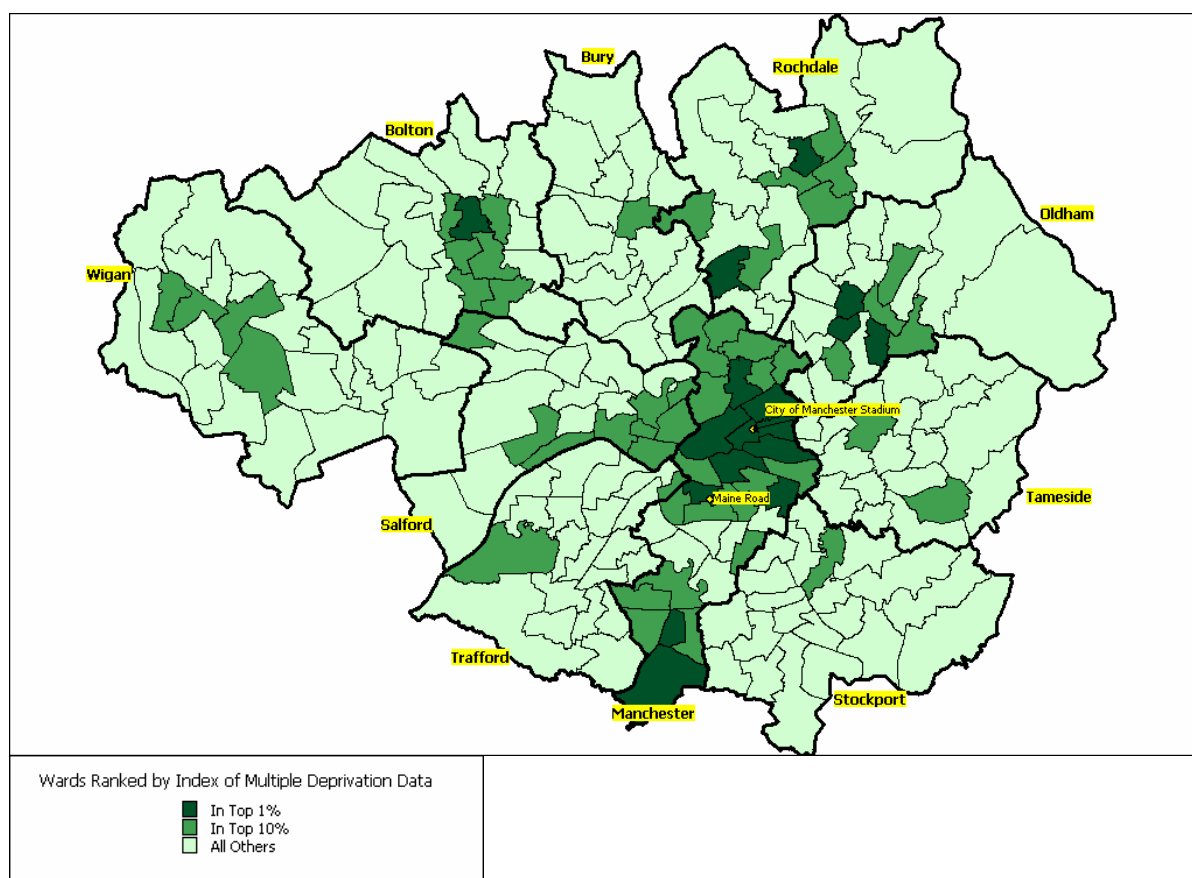 Bury
Rochdale
Bolton
Oldham
Wigan
City of Manchester Stadium
Maine Road
Tameside
Salford
Trafford
Stockport
Manchester
Wards Ranked by Index of Multiple Deprivation Data
In Top 1%
In Top 10%
All Others